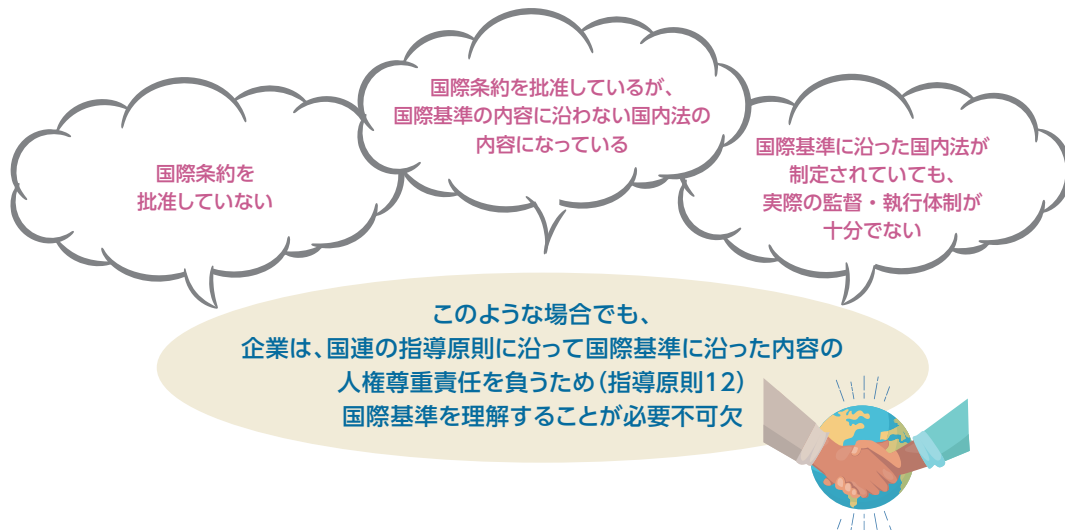 国際条約を
批准していない
国際条約を批准しているが、
国際基準の内容に沿わない国内法の
内容になっている
国際基準に沿った国内法が
制定されていても、
実際の監督・執行体制が
十分でない
このような場合でも、
企業は、国連の指導原則に沿って国際基準に沿った内容の
人権尊重責任を負うため(指導原則12)
国際基準を理解することが必要不可欠